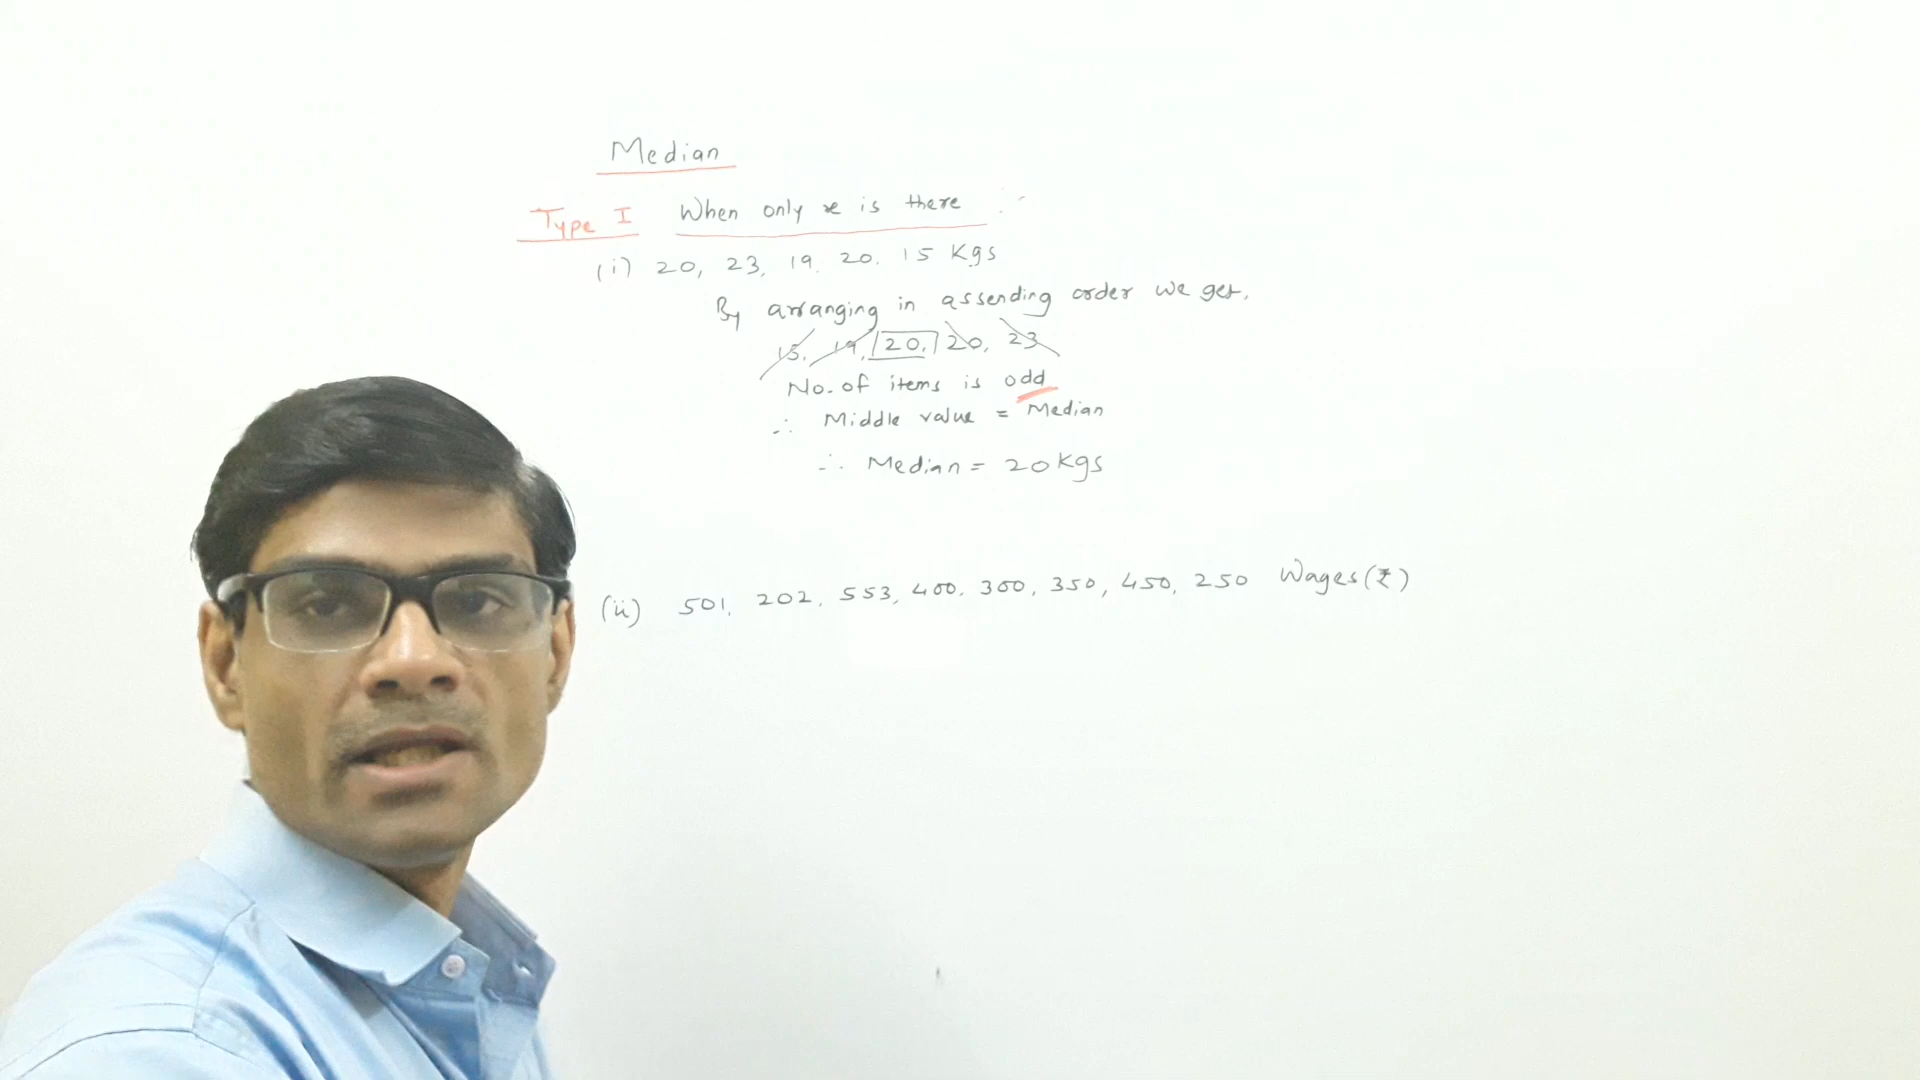 Median
Type I When only x is there :-
(i) 20, 23, 19, 20, 15 Kgs
By arranging in assending order we get,
15, 19, 20, 20, 23
No. of items is odd
∴ Middle value = Median
∴ Median = 20 Kgs
(ii) 501, 202, 553, 400, 300, 350, 450, 250 Wages (₹)